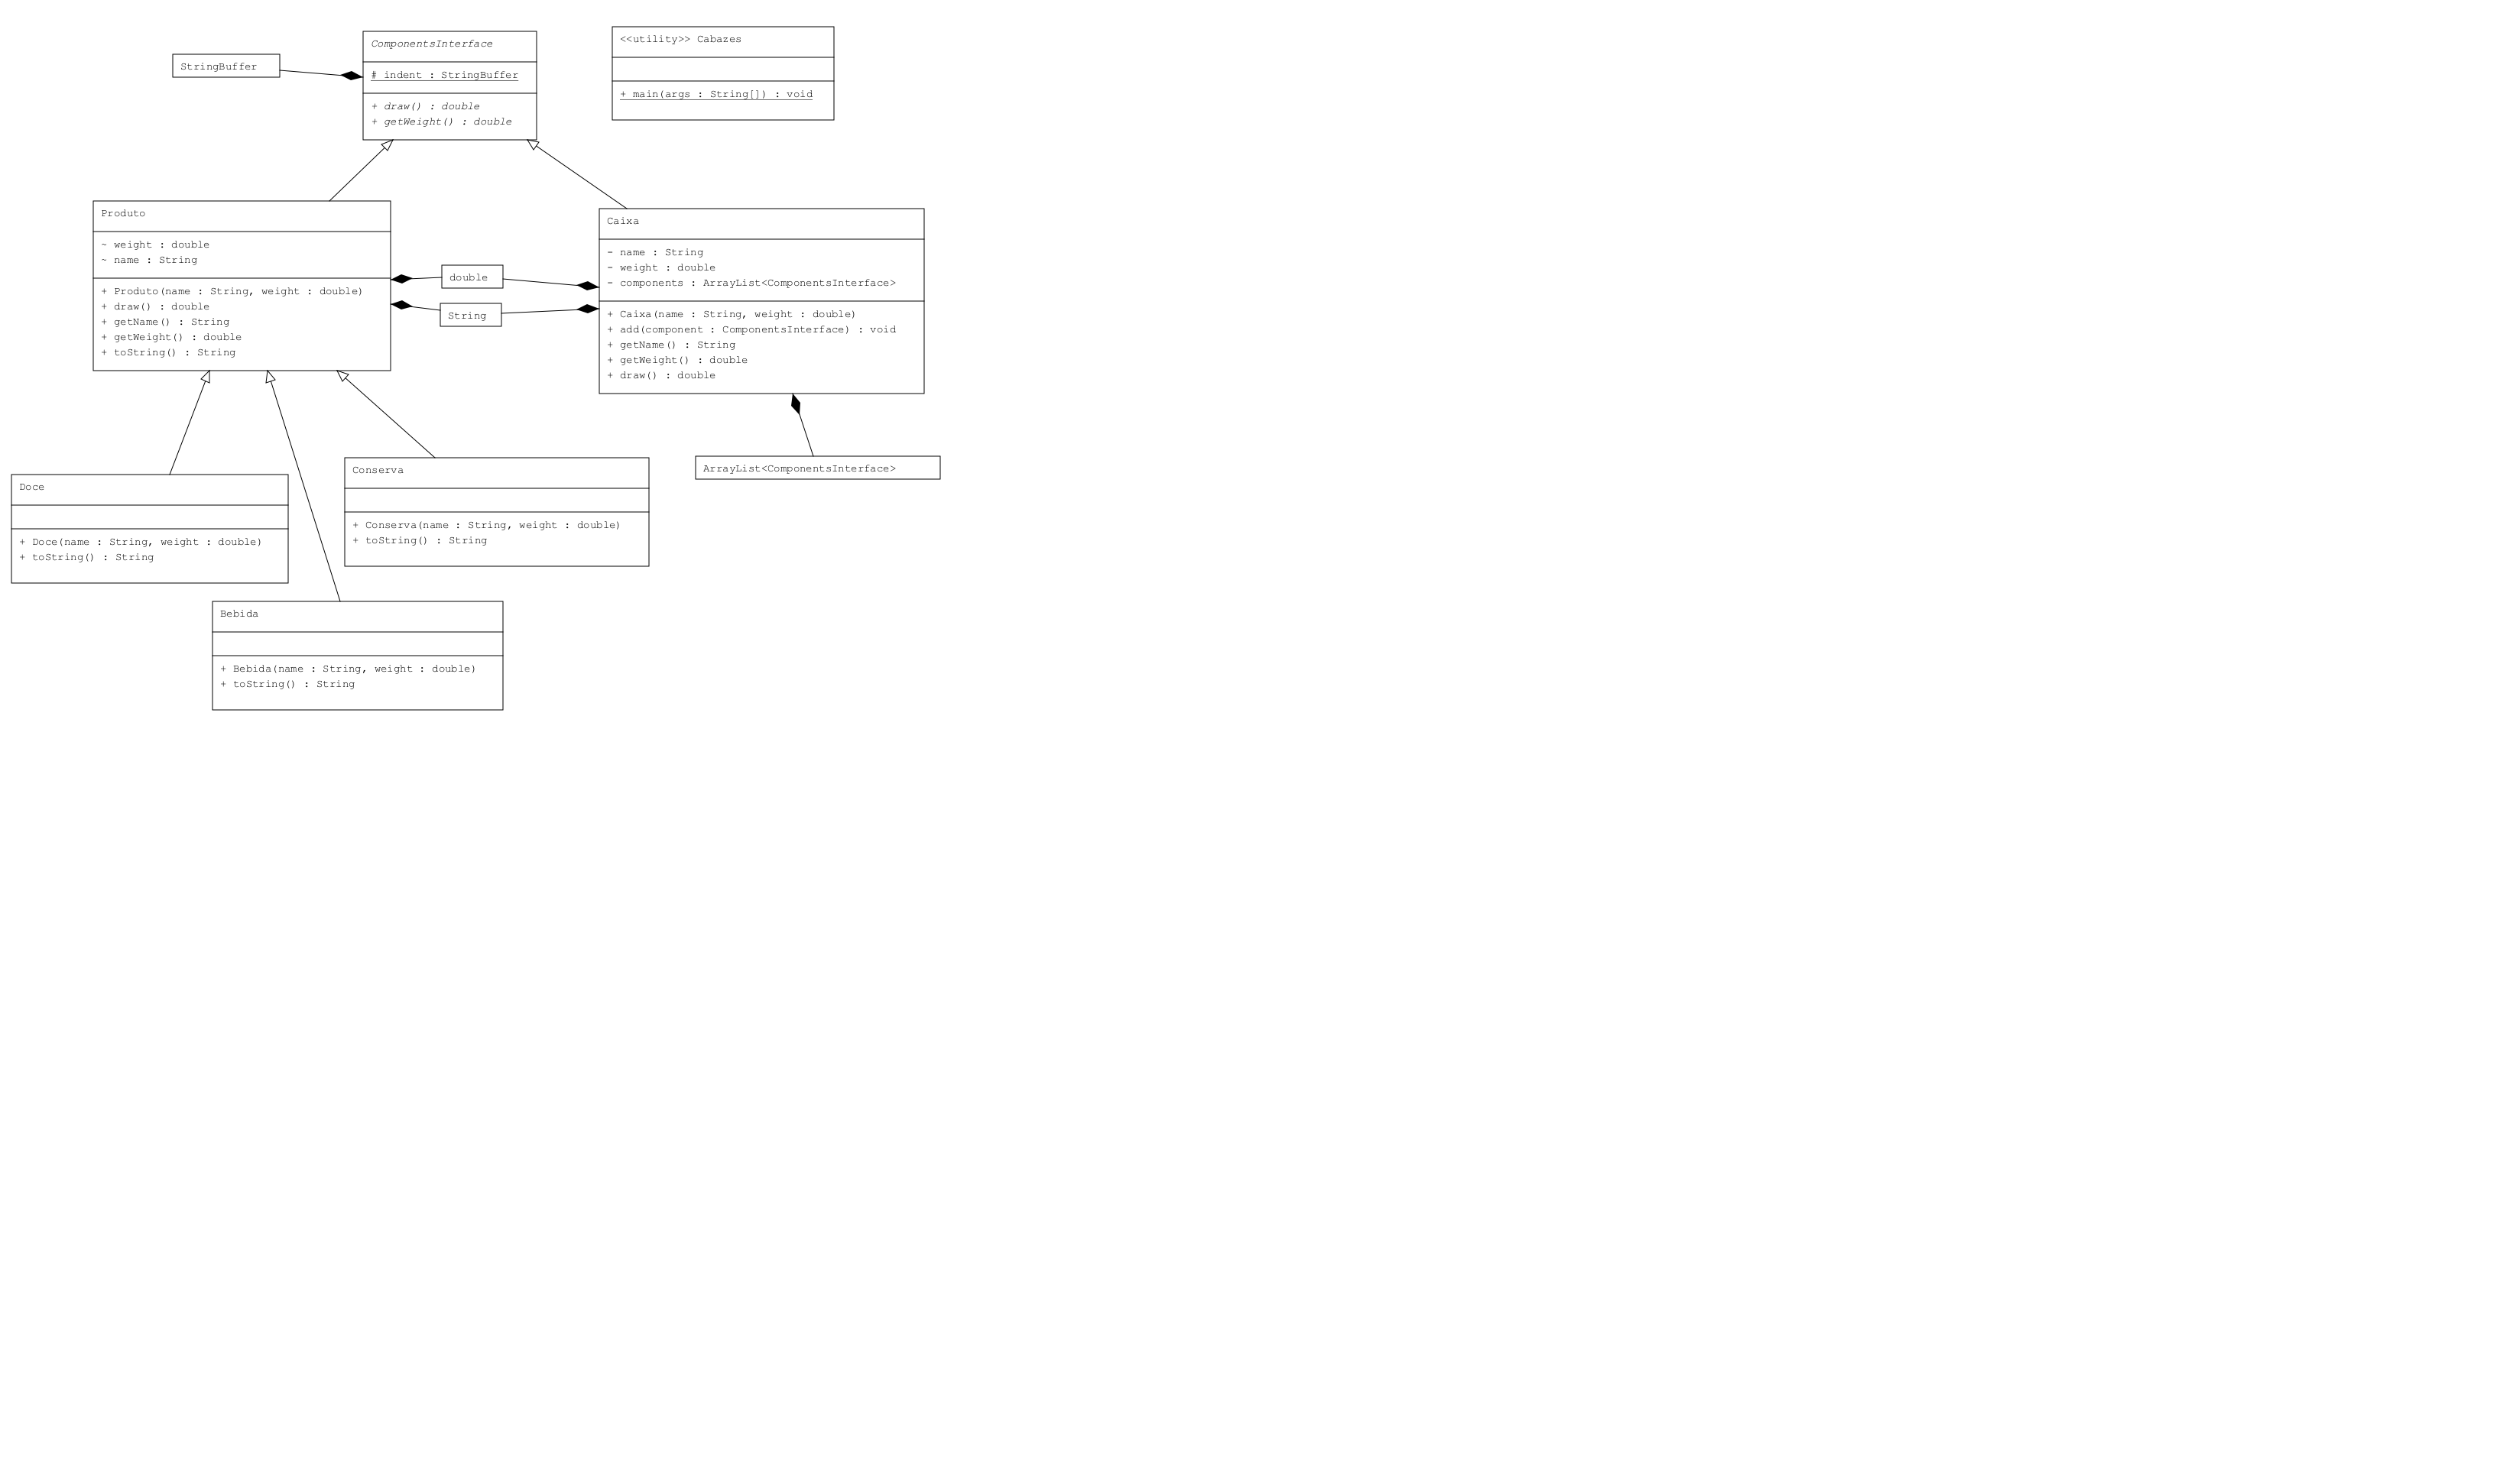 ComponentsInterface
# indent : StringBuffer
+ draw() : double
+ getWeight() : double
<<utility>> Cabazes
+ main(args : String[]) : void
StringBuffer
Produto
~ weight : double
~ name : String
+ Produto(name : String, weight : double)
+ draw() : double
+ getName() : String
+ getWeight() : double
+ toString() : String
double
String
Caixa
- name : String
- weight : double
- components : ArrayList<ComponentsInterface>
+ Caixa(name : String, weight : double)
+ add(component : ComponentsInterface) : void
+ getName() : String
+ getWeight() : double
+ draw() : double
Doce
+ Doce(name : String, weight : double)
+ toString() : String
Conserva
+ Conserva(name : String, weight : double)
+ toString() : String
ArrayList<ComponentsInterface>
Bebida
+ Bebida(name : String, weight : double)
+ toString() : String